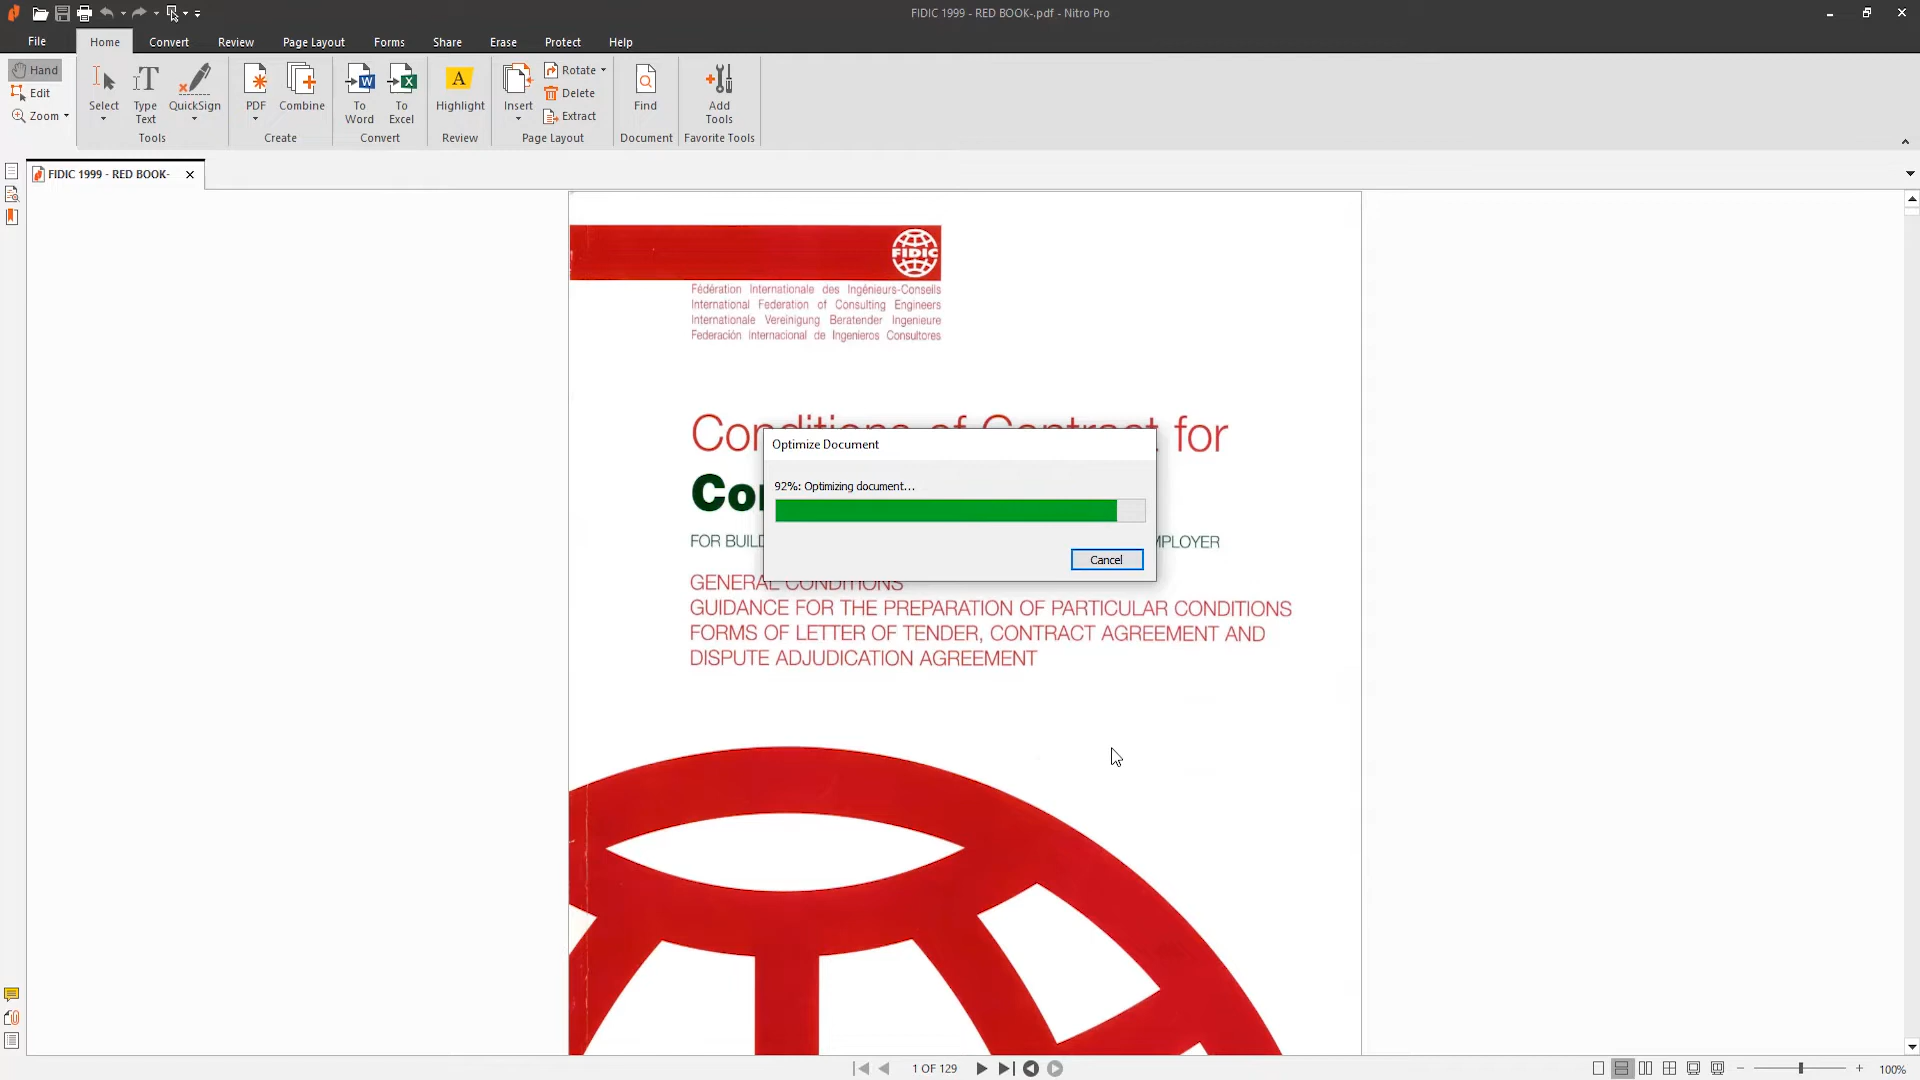 FIDIC 1999 - RED BOOK-.pdf - Nitro Pro
File
Home
Convert
Review
Page Layout
Forms
Share
Erase
Protect
Help
Hand
Edit
Zoom
Select
Type
Text
QuickSign
Tools
PDF
Combine
Create
To
Word
To
Excel
Convert
A
Highlight
Review
Insert
Rotate
Delete
Extract
Page Layout
Find
Document
Add
Tools
Favorite Tools
FIDIC 1999 - RED BOOK-
FIDIC
Fédération Internationale des Ingénieurs-Conseils
International Federation of Consulting Engineers
Internationale Vereinigung Beratender Ingenieure
Federación Internacional de Ingenieros Consultores
Conditions of Contract for
Optimize Document
92%: Optimizing document...
Cancel
GENERAL CONDITIONS
GUIDANCE FOR THE PREPARATION OF PARTICULAR CONDITIONS
FORMS OF LETTER OF TENDER, CONTRACT AGREEMENT AND
DISPUTE ADJUDICATION AGREEMENT
1 OF 129
100%